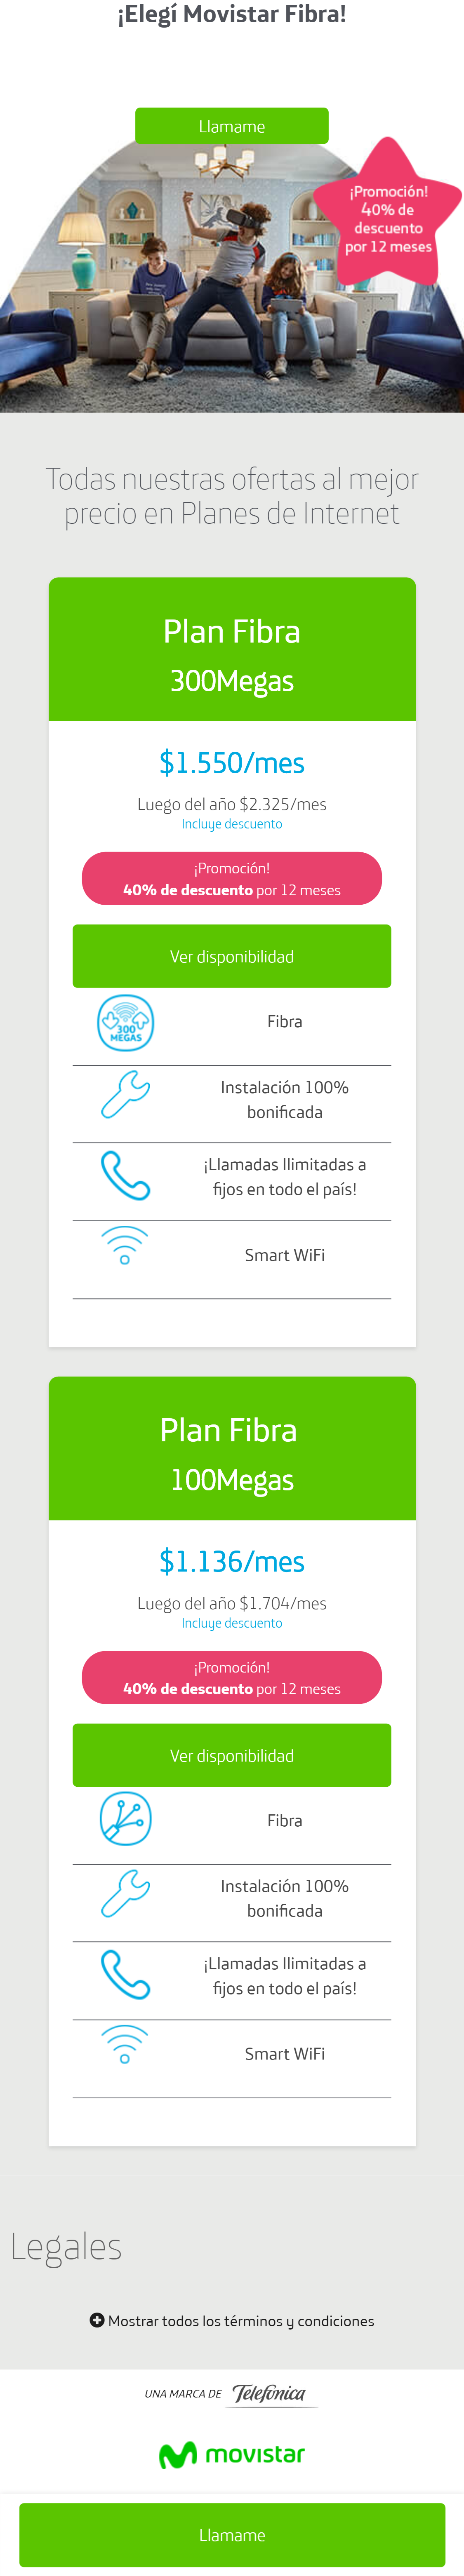 ¡Elegí Movistar Fibra!
Llamame
¡Promoción!
40% de
descuento
por 12 meses
Todas nuestras ofertas al mejor
precio en Planes de Internet
Plan Fibra
300Megas
$1.550/mes
Luego del año $2.325/mes
Incluye descuento
¡Promoción!
40% de descuento por 12 meses
Ver disponibilidad
300
MEGAS
Fibra
Instalación 100%
bonificada
¡Llamadas Ilimitadas a
fijos en todo el país!
Smart WiFi
Plan Fibra
100Megas
$1.136/mes
Luego del año $1.704/mes
Incluye descuento
¡Promoción!
40% de descuento por 12 meses
Ver disponibilidad
Fibra
Instalación 100%
bonificada
¡Llamadas Ilimitadas a
fijos en todo el país!
Smart WiFi
Legales
Mostrar todos los términos y condiciones
UNA MARCA DE Telefónica
movistar
Llamame